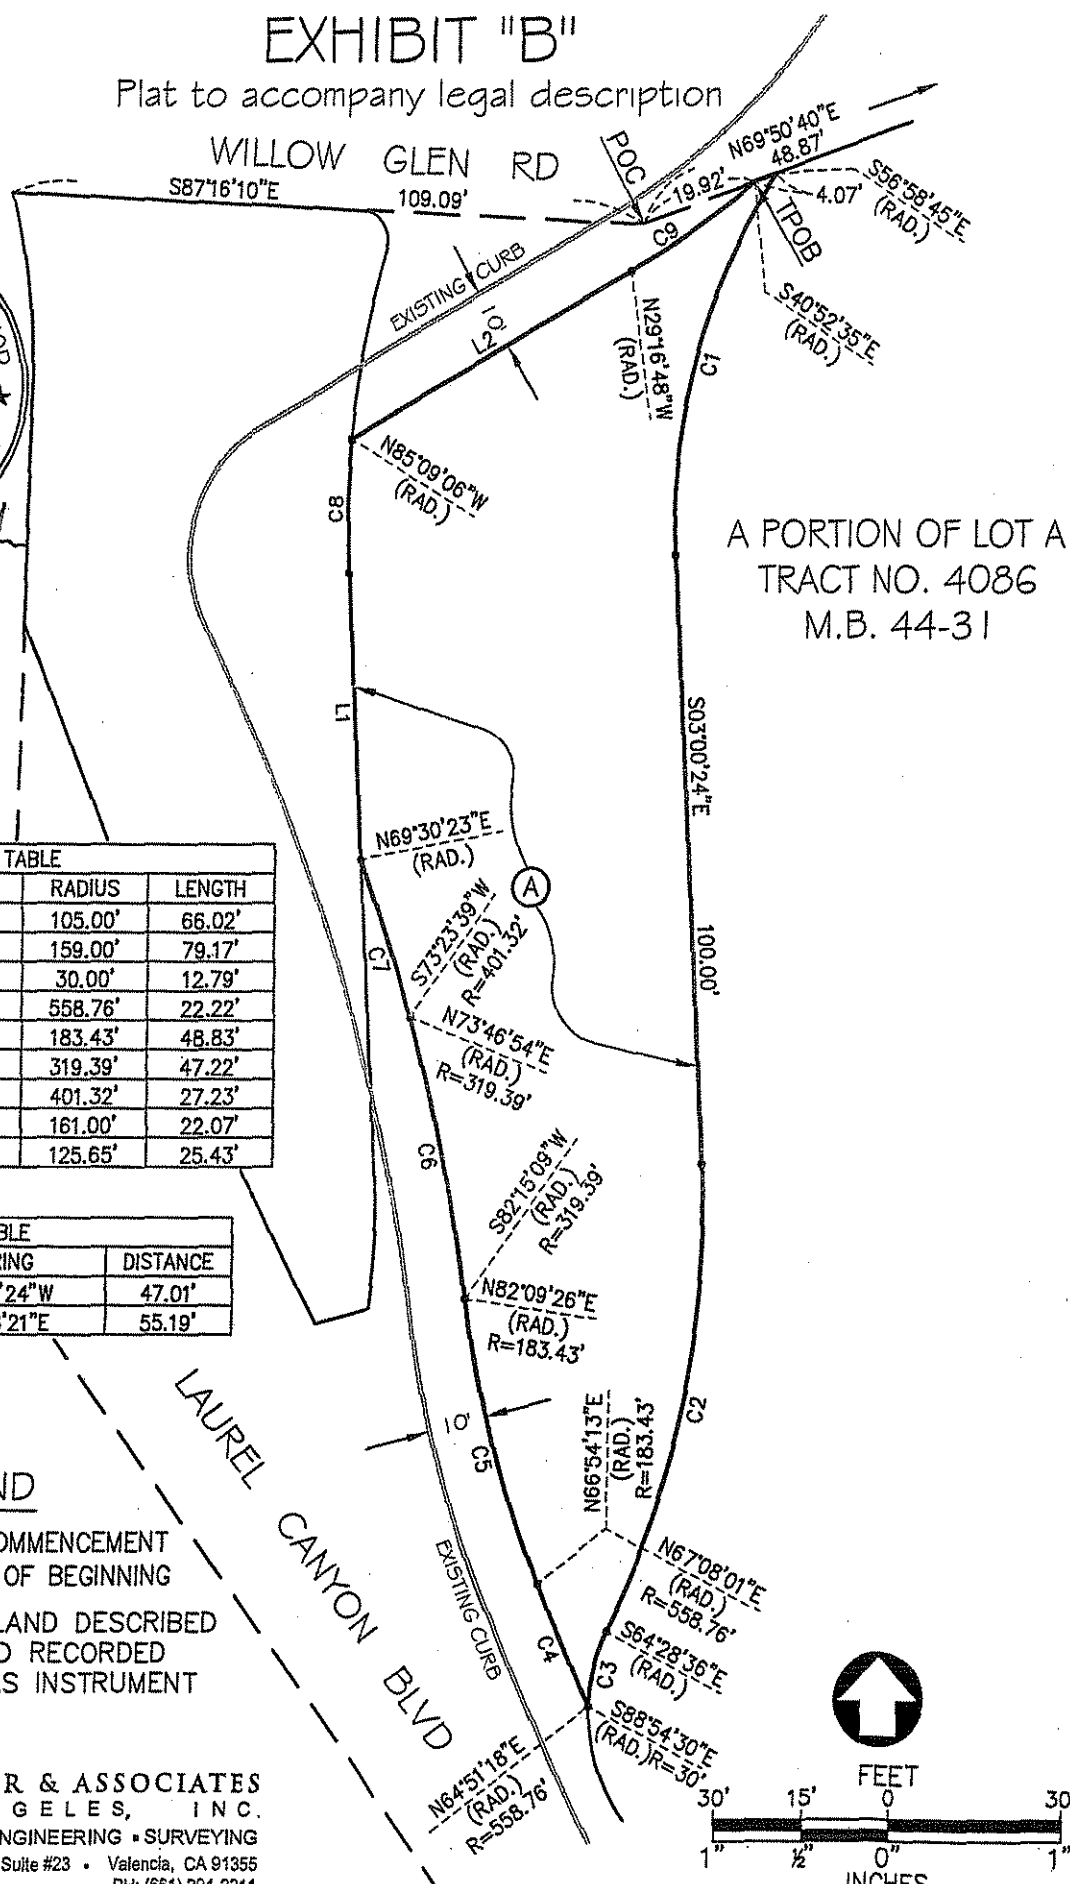 EXHIBIT "B"
Plat to accompany legal description
WILLOW GLEN RD
S87°16'10"E
109.09'
POC
19.92'
N69°50'40"E
48.87'
4.07'
S56°58'45"E
(RAD.)
TPOB
S40°52'35"E
(RAD.)
C9
EXISTING CURB
10'
L2
N29°16'48"W
(RAD.)
C1
N85°09'06"W
(RAD.)
C8
A PORTION OF LOT A
TRACT NO. 4086
M.B. 44-31
L1
S03°00'24"E
100.00'
N69°30'23"E
(RAD.)
A
S73°23'39"W
(RAD.)
R=401.32'
C7
N73°46'54"E
(RAD.)
R=319.39'
TABLE
RADIUS LENGTH
105.00' 66.02'
159.00' 79.17'
30.00' 12.79'
558.76' 22.22'
183.43' 48.83'
319.39' 47.22'
401.32' 27.23'
161.00' 22.07'
125.65' 25.43'
C6
S82°15'09"W
(RAD.)
R=319.39'
BLE
RING DISTANCE
'24"W 47.01'
'21"E 55.19'
N82°09'26"E
(RAD.)
R=183.43'
C2
LAUREL CANYON BLVD
10'
C5
N66°54'13"E
(RAD.)
R=183.43'
EXISTING CURB
N67°08'01"E
(RAD.)
R=558.76'
C4
S64°28'36"E
(RAD.)
C3
S88°54'30"E
(RAD.)R=30'
N64°51'18"E
(RAD.)
R=558.76'
ND
OMMENCEMENT
OF BEGINNING
LAND DESCRIBED
D RECORDED
AS INSTRUMENT
R & ASSOCIATES
GELES, INC.
NGINEERING ▪ SURVEYING
Suite #23 • Valencia, CA 91355
FEET
30' 15' 0 30
1" ½" 0" 1"
INCHES